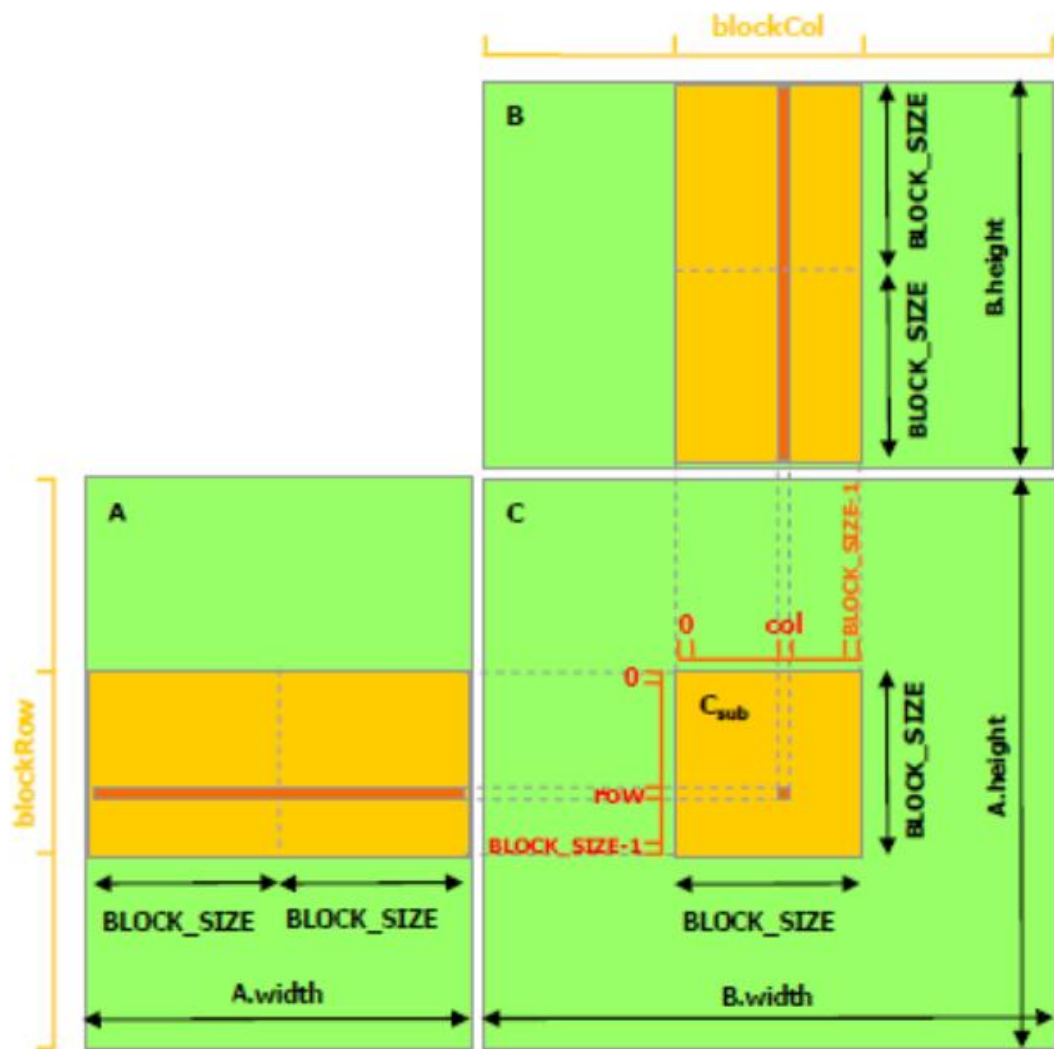 blockCol
B
BLOCK_SIZE
BLOCK_SIZE
B.height
A
C
BLOCK_SIZE-1
0
col
0
C_sub
blockRow
row
BLOCK_SIZE-1
BLOCK_SIZE
A.height
BLOCK_SIZE
BLOCK_SIZE
BLOCK_SIZE
A.width
B.width